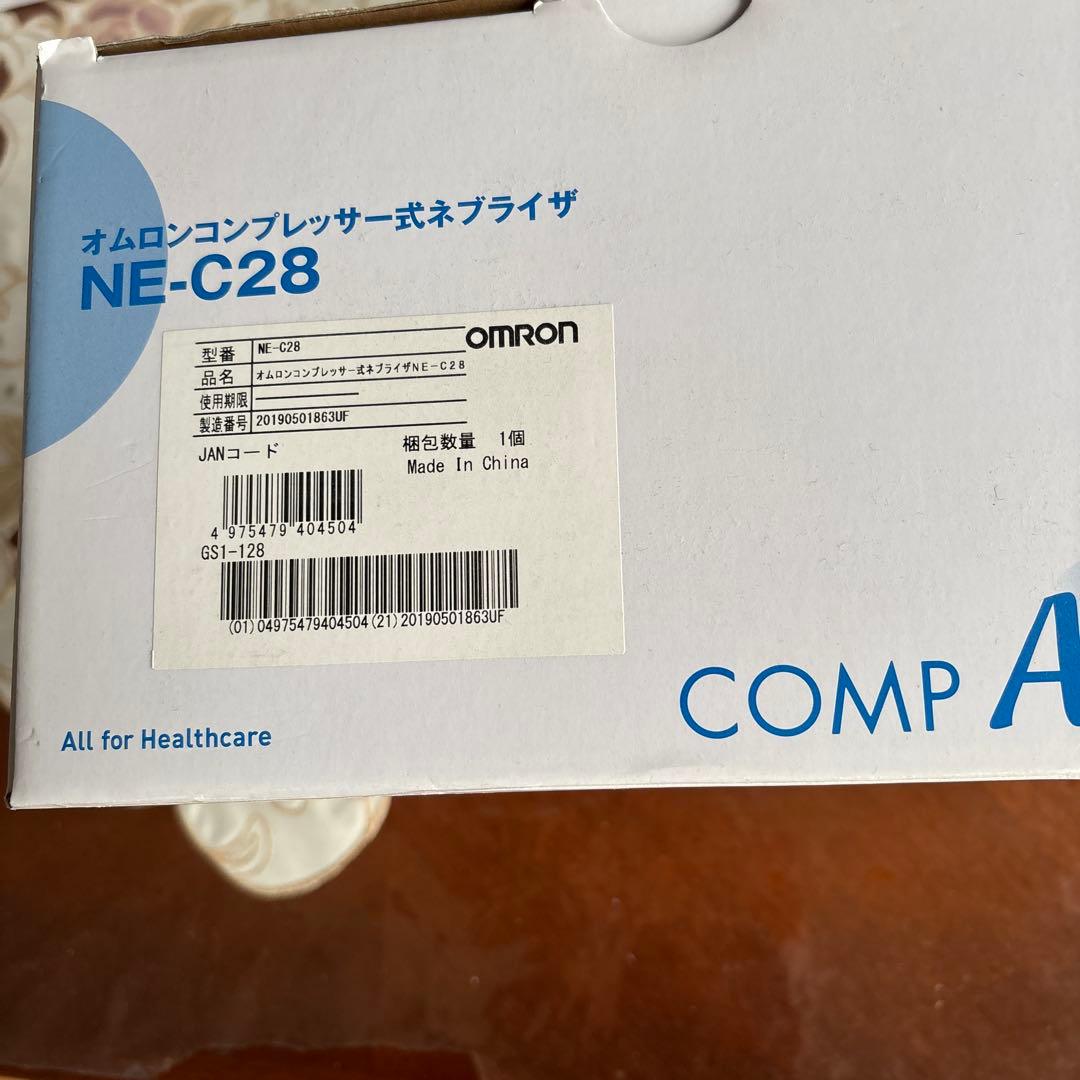 オムロンコンプレッサー式ネブライザ
NE-C28
OMRON
型番 NE-C28
品名 オムロンコンプレッサー式ネブライザNE-C28
使用期限 ―
製造番号 20190501863UF
JANコード
梱包数量 1個
Made In China
4 975479 404504
GS1-128
(01)04975479404504(21)20190501863UF
COMP A
All for Healthcare